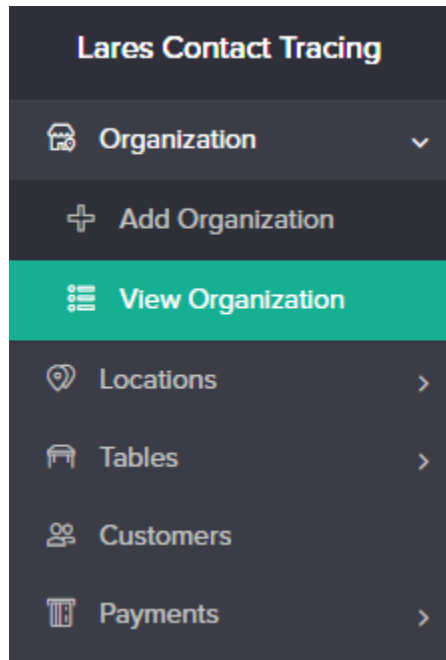 Lares Contact Tracing
Organization
Add Organization
View Organization
Locations
Tables
Customers
Payments